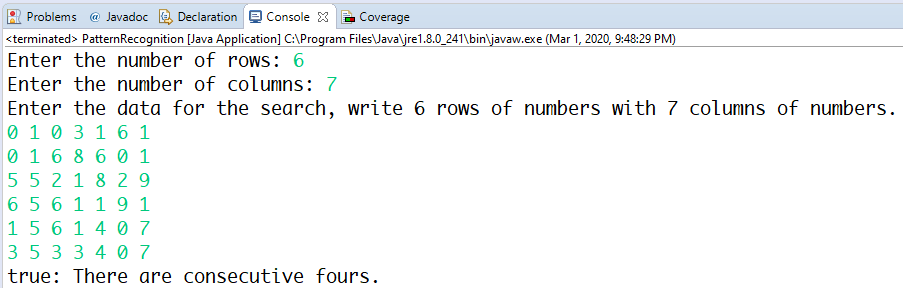 Problems @ Javadoc Declaration Console Coverage
<terminated> PatternRecognition [Java Application] C:\Program Files\Java\jre1.8.0_241\bin\javaw.exe (Mar 1, 2020, 9:48:29 PM)
Enter the number of rows: 6
Enter the number of columns: 7
Enter the data for the search, write 6 rows of numbers with 7 columns of numbers.
0 1 0 3 1 6 1
0 1 6 8 6 0 1
5 5 2 1 8 2 9
6 5 6 1 1 9 1
1 5 6 1 4 0 7
3 5 3 3 4 0 7
true: There are consecutive fours.